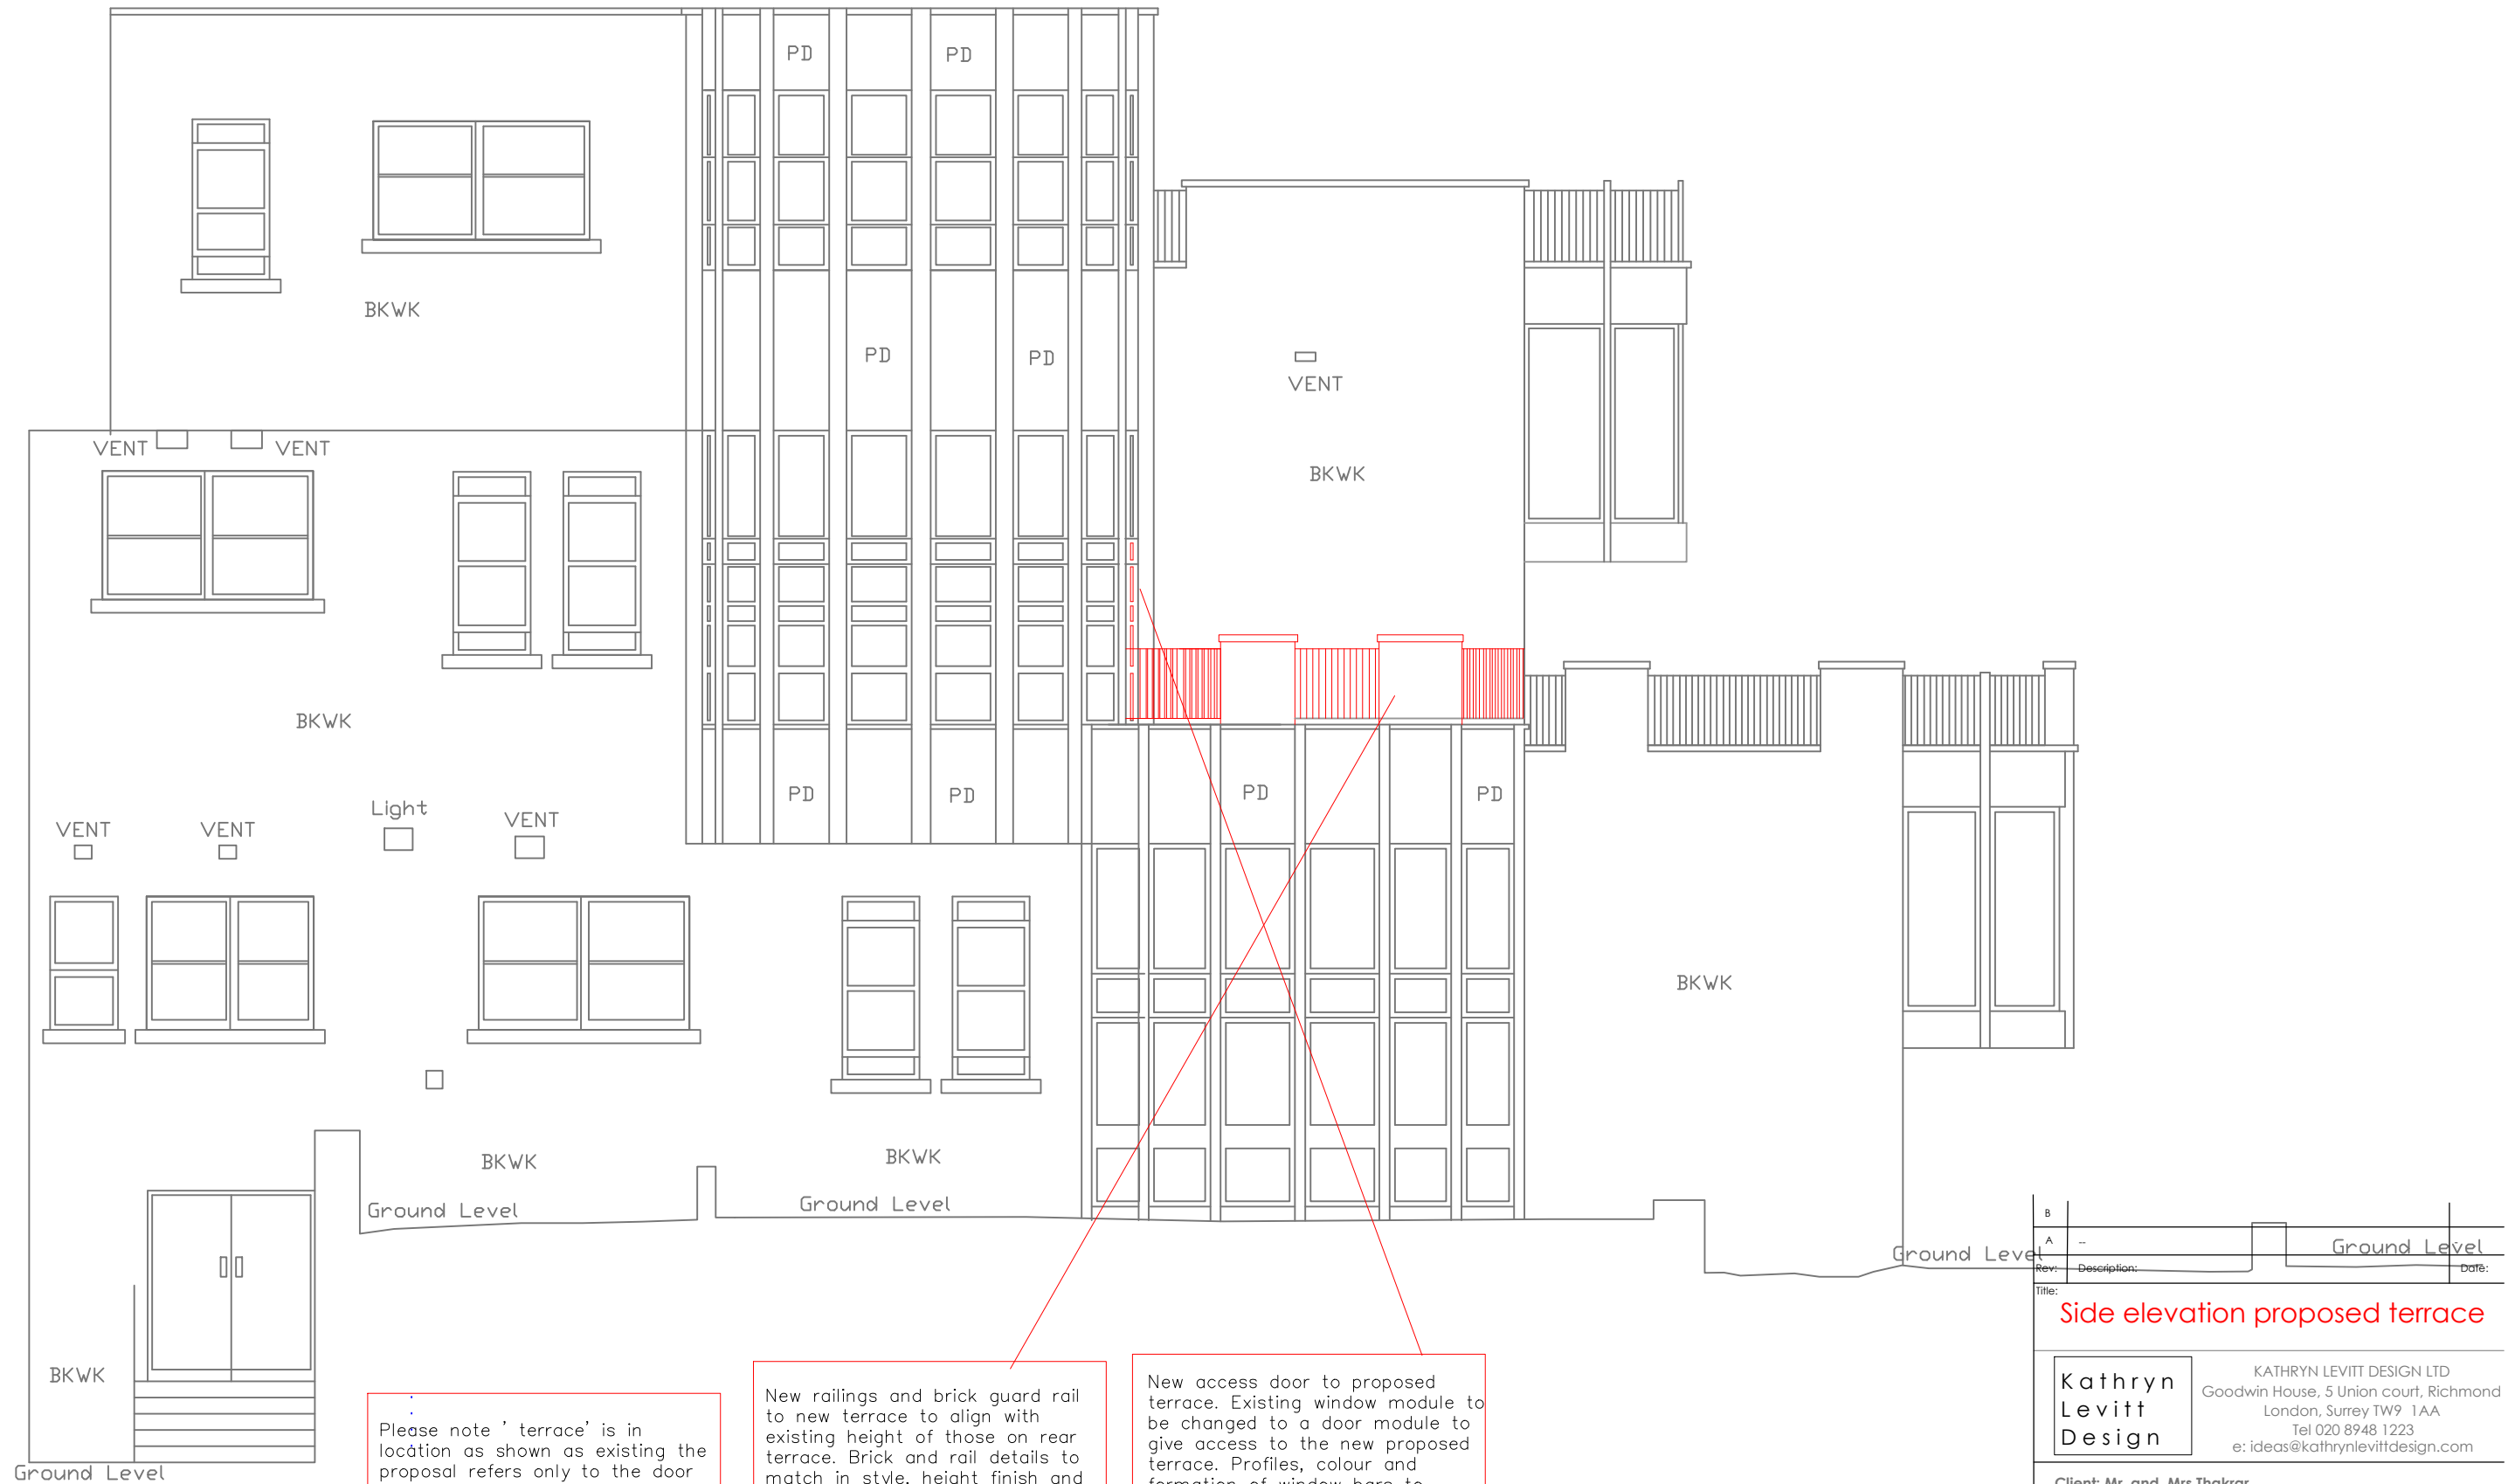 PD
PD
BKWK
PD
PD
VENT
VENT
VENT
BKWK
BKWK
PD
PD
PD
PD
Light
VENT
VENT
VENT
BKWK
BKWK
BKWK
Ground Level
Ground Level
Ground Level
Ground Level
BKWK
Ground Level
Please note ' terrace' is in
location as shown as existing the
proposal refers only to the door
New railings and brick guard rail
to new terrace to align with
existing height of those on rear
terrace. Brick and rail details to
match in style, height finish and
New access door to proposed
terrace. Existing window module to
be changed to a door module to
give access to the new proposed
terrace. Profiles, colour and
formation of window bars to
B
A --
Rev: Description: Date:
Title:
Side elevation proposed terrace
Kathryn
Levitt
Design
KATHRYN LEVITT DESIGN LTD
Goodwin House, 5 Union court, Richmond
London, Surrey TW9 1AA
Tel 020 8948 1223
e: ideas@kathrynlevittdesign.com
Client: Mr. and Mrs Thakrar